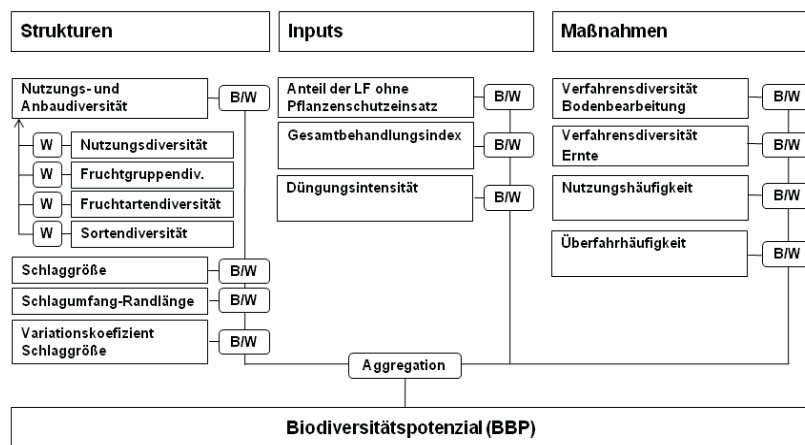 Strukturen
Inputs
Maßnahmen
Nutzungs- und
Anbaudiversität
B/W
W
Nutzungsdiversität
W
Fruchtgruppendiv.
W
Fruchtartendiversität
W
Sortendiversität
Schlaggröße
B/W
Schlagumfang-Randlänge
B/W
Variationskoefizient
Schlaggröße
B/W
Anteil der LF ohne
Pflanzenschutzeinsatz
B/W
Gesamtbehandlungsindex
B/W
Düngungsintensität
B/W
Verfahrensdiversität
Bodenbearbeitung
B/W
Verfahrensdiversität
Ernte
B/W
Nutzungshäufigkeit
B/W
Überfahrhäufigkeit
B/W
Aggregation
Biodiversitätspotenzial (BBP)